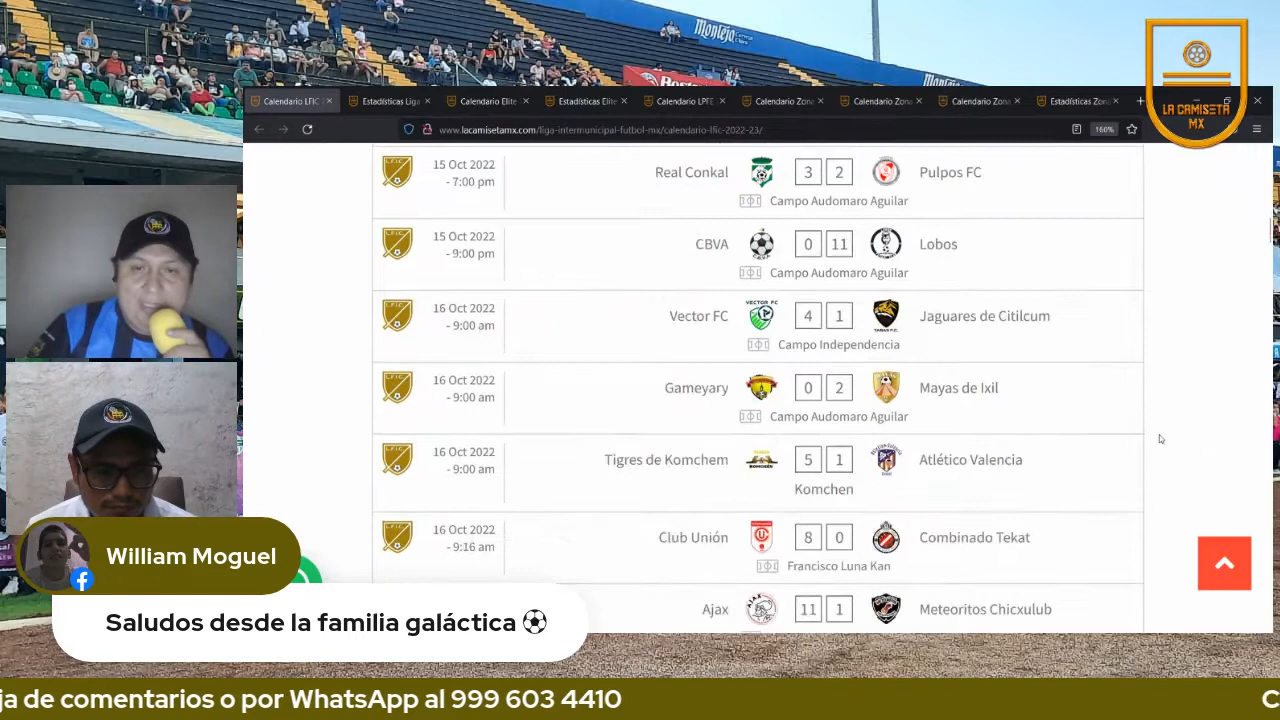 Montejo
Montejo
LA CAMISETA
MX
Calendario LFIC
Estadísticas Liga
Calendario Elite
Estadísticas Elite
Calendario LPFE
Calendario Zona
Calendario Zona
Calendario Zona
Estadísticas Zona
www.lacamisetamx.com/liga-intermunicipal-futbol-mx/calendario-lfic-2022-23/
160%
15 Oct 2022
- 7:00 pm
Real Conkal 3 2 Pulpos FC
Campo Audomaro Aguilar
15 Oct 2022
- 9:00 pm
CBVA 0 11 Lobos
Campo Audomaro Aguilar
16 Oct 2022
- 9:00 am
Vector FC 4 1 Jaguares de Citilcum
VECTOR FC
Campo Independencia
16 Oct 2022
- 9:00 am
Gameyary 0 2 Mayas de Ixil
Campo Audomaro Aguilar
16 Oct 2022
- 9:00 am
Tigres de Komchem 5 1 Atlético Valencia
Komchen
16 Oct 2022
- 9:16 am
Club Unión 8 0 Combinado Tekat
Francisco Luna Kan
Ajax 11 1 Meteoritos Chicxulub
William Moguel
Saludos desde la familia galáctica ⚽
ja de comentarios o por WhatsApp al 999 603 4410
C